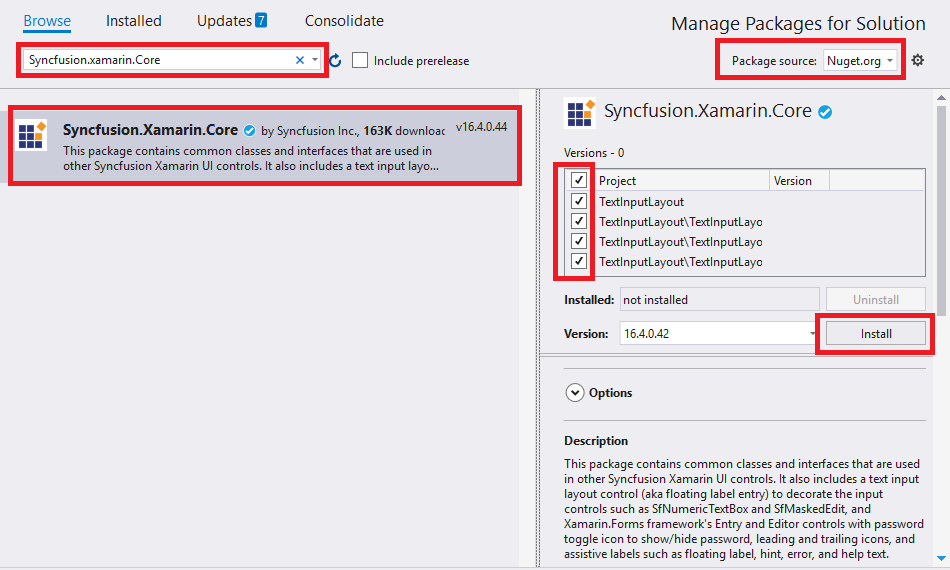 Browse Installed Updates 7 Consolidate
Manage Packages for Solution
Syncfusion.xamarin.Core
Include prerelease
Package source: Nuget.org
Syncfusion.Xamarin.Core by Syncfusion Inc., 163K downloac v16.4.0.44
This package contains common classes and interfaces that are used in
other Syncfusion Xamarin UI controls. It also includes a text input layo...
Syncfusion.Xamarin.Core
Versions - 0
Project Version
TextInputLayout
TextInputLayout\TextInputLayo
TextInputLayout\TextInputLayo
TextInputLayout\TextInputLayo
Installed: not installed Uninstall
Version: 16.4.0.42 Install
Options
Description
This package contains common classes and interfaces that are used
in other Syncfusion Xamarin UI controls. It also includes a text input
layout control (aka floating label entry) to decorate the input
controls such as SfNumericTextBox and SfMaskedEdit, and
Xamarin.Forms framework's Entry and Editor controls with password
toggle icon to show/hide password, leading and trailing icons, and
assistive labels such as floating label, hint, error, and help text.